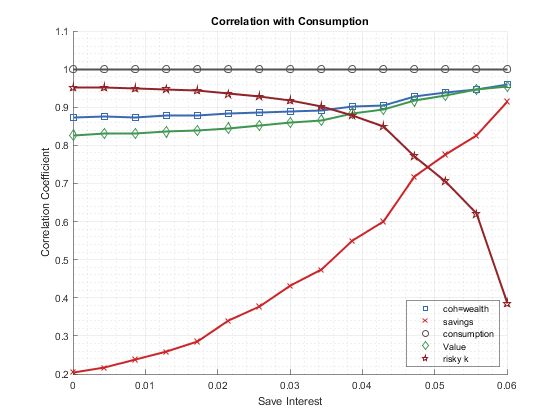 Correlation with Consumption
1.1
1
0.9
0.8
0.7
0.6
0.5
0.4
0.3
0.2
Correlation Coefficient
0
0.01
0.02
0.03
0.04
0.05
0.06
Save Interest
coh=wealth
savings
consumption
Value
risky k